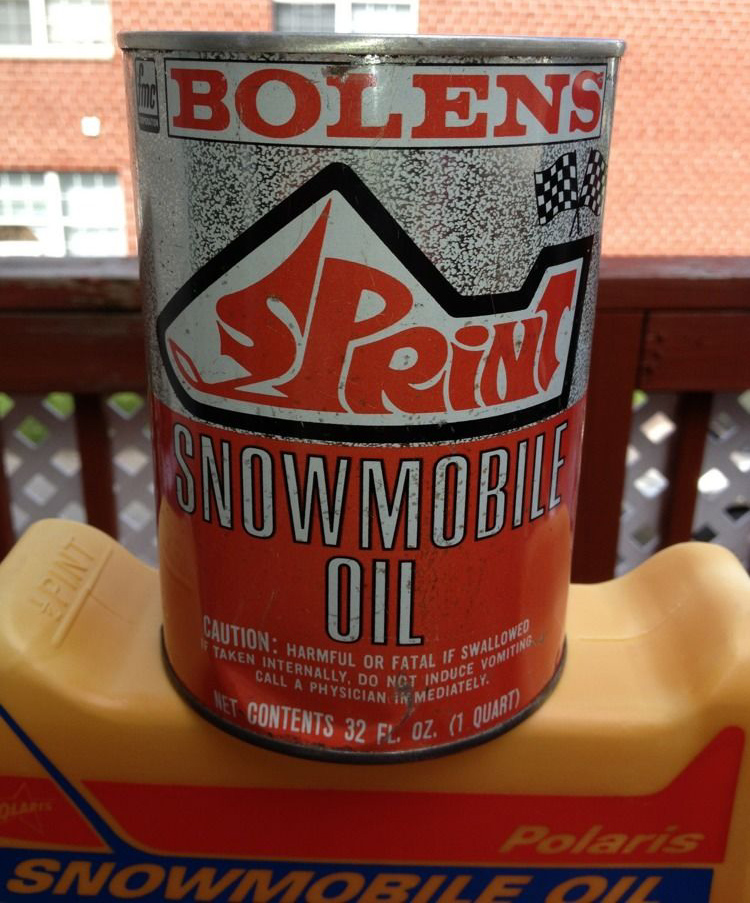 fmc
BOLENS
SPRiNT
SNOWMOBILE
OIL
CAUTION: HARMFUL OR FATAL IF SWALLOWED
IF TAKEN INTERNALLY, DO NOT INDUCE VOMITING.
CALL A PHYSICIAN IMMEDIATELY.
NET CONTENTS 32 FL. OZ. (1 QUART)
PINT
POLARIS
Polaris
SNOWMOBILE OIL